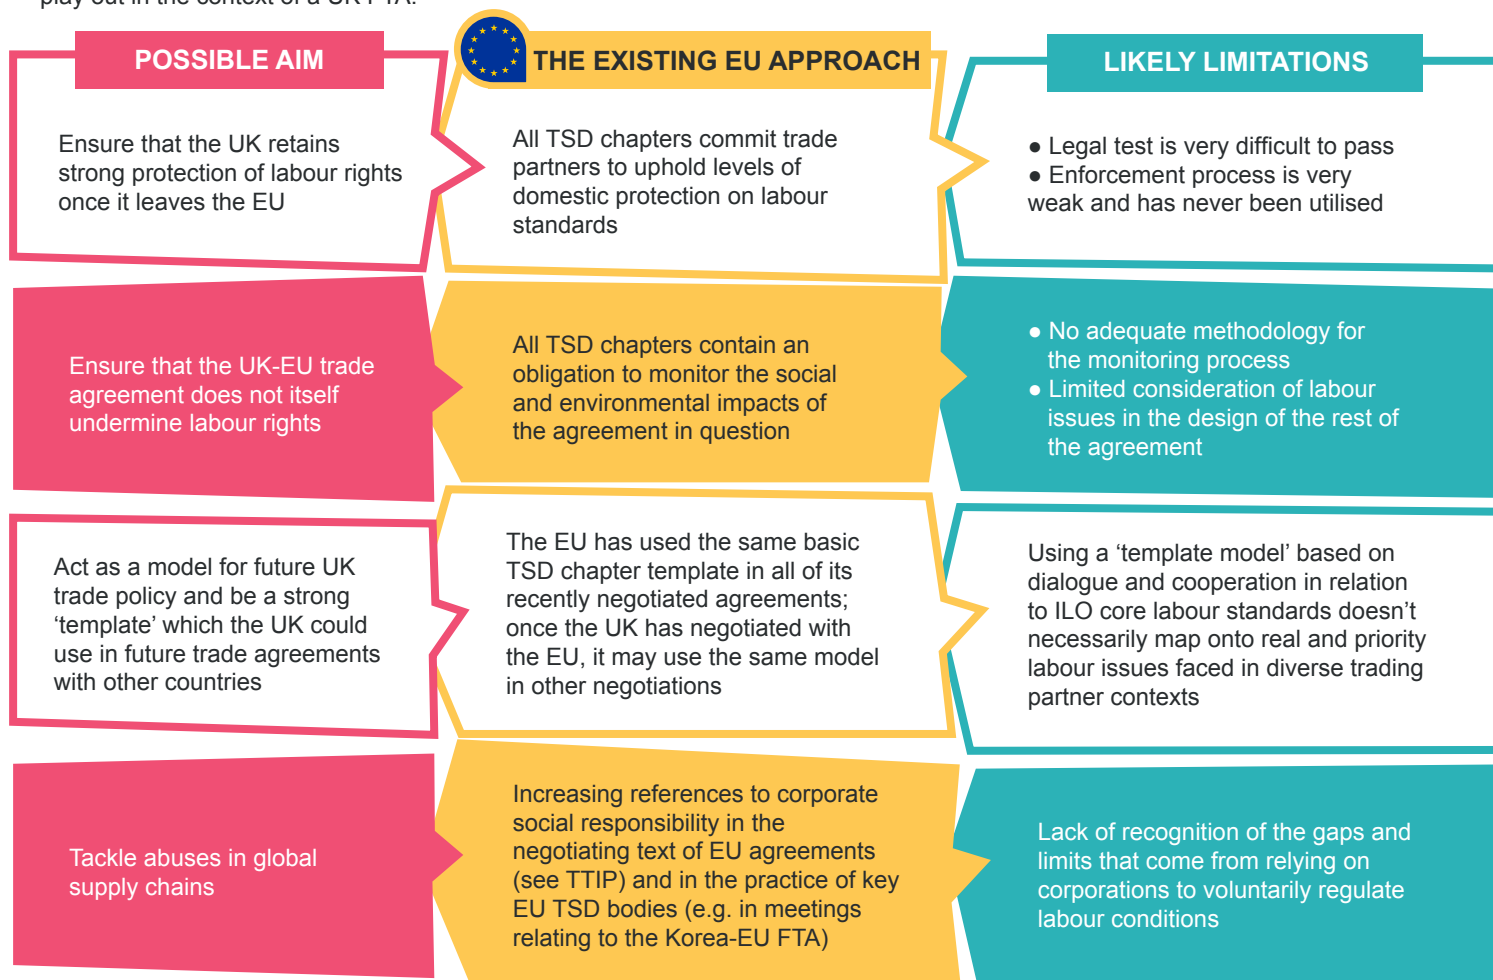 play out in the context of a UK FTA.
POSSIBLE AIM
THE EXISTING EU APPROACH
LIKELY LIMITATIONS
Ensure that the UK retains
strong protection of labour rights
once it leaves the EU
All TSD chapters commit trade
partners to uphold levels of
domestic protection on labour
standards
● Legal test is very difficult to pass
● Enforcement process is very
weak and has never been utilised
Ensure that the UK-EU trade
agreement does not itself
undermine labour rights
All TSD chapters contain an
obligation to monitor the social
and environmental impacts of
the agreement in question
● No adequate methodology for
the monitoring process
● Limited consideration of labour
issues in the design of the rest of
the agreement
Act as a model for future UK
trade policy and be a strong
‘template’ which the UK could
use in future trade agreements
with other countries
The EU has used the same basic
TSD chapter template in all of its
recently negotiated agreements;
once the UK has negotiated with
the EU, it may use the same model
in other negotiations
Using a ‘template model’ based on
dialogue and cooperation in relation
to ILO core labour standards doesn’t
necessarily map onto real and priority
labour issues faced in diverse trading
partner contexts
Tackle abuses in global
supply chains
Increasing references to corporate
social responsibility in the
negotiating text of EU agreements
(see TTIP) and in the practice of key
EU TSD bodies (e.g. in meetings
relating to the Korea-EU FTA)
Lack of recognition of the gaps and
limits that come from relying on
corporations to voluntarily regulate
labour conditions